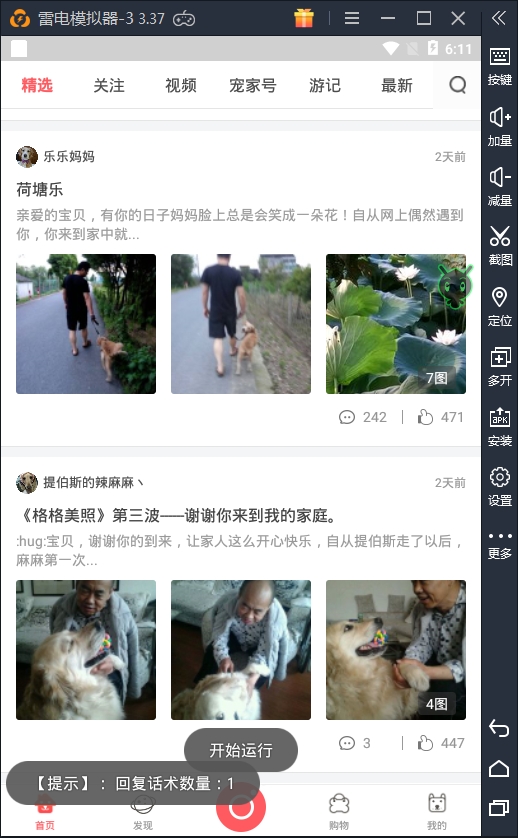 雷电模拟器-3 3.37
6:11
精选 关注 视频 宠家号 游记 最新
乐乐妈妈 2天前
荷塘乐
亲爱的宝贝，有你的日子妈妈脸上总是会笑成一朵花！自从网上偶然遇到
你，你来到家中就...
7图
242 471
提伯斯的辣麻麻丶 2天前
《格格美照》第三波——谢谢你来到我的家庭。
:hug:宝贝，谢谢你的到来，让家人这么开心快乐，自从提伯斯走了以后，
麻麻第一次...
4图
3 447
开始运行
【提示】：回复话术数量：1
首页 发现 购物 我的
按键
加量
减量
截图
定位
多开
APK
安装
设置
更多